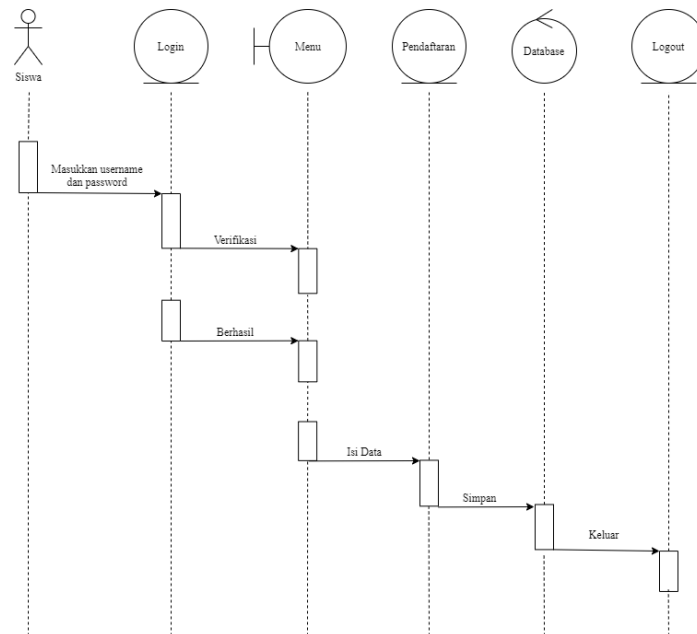 Siswa
Login
Menu
Pendaftaran
Database
Logout
Masukkan username
dan password
Verifikasi
Berhasil
Isi Data
Simpan
Keluar